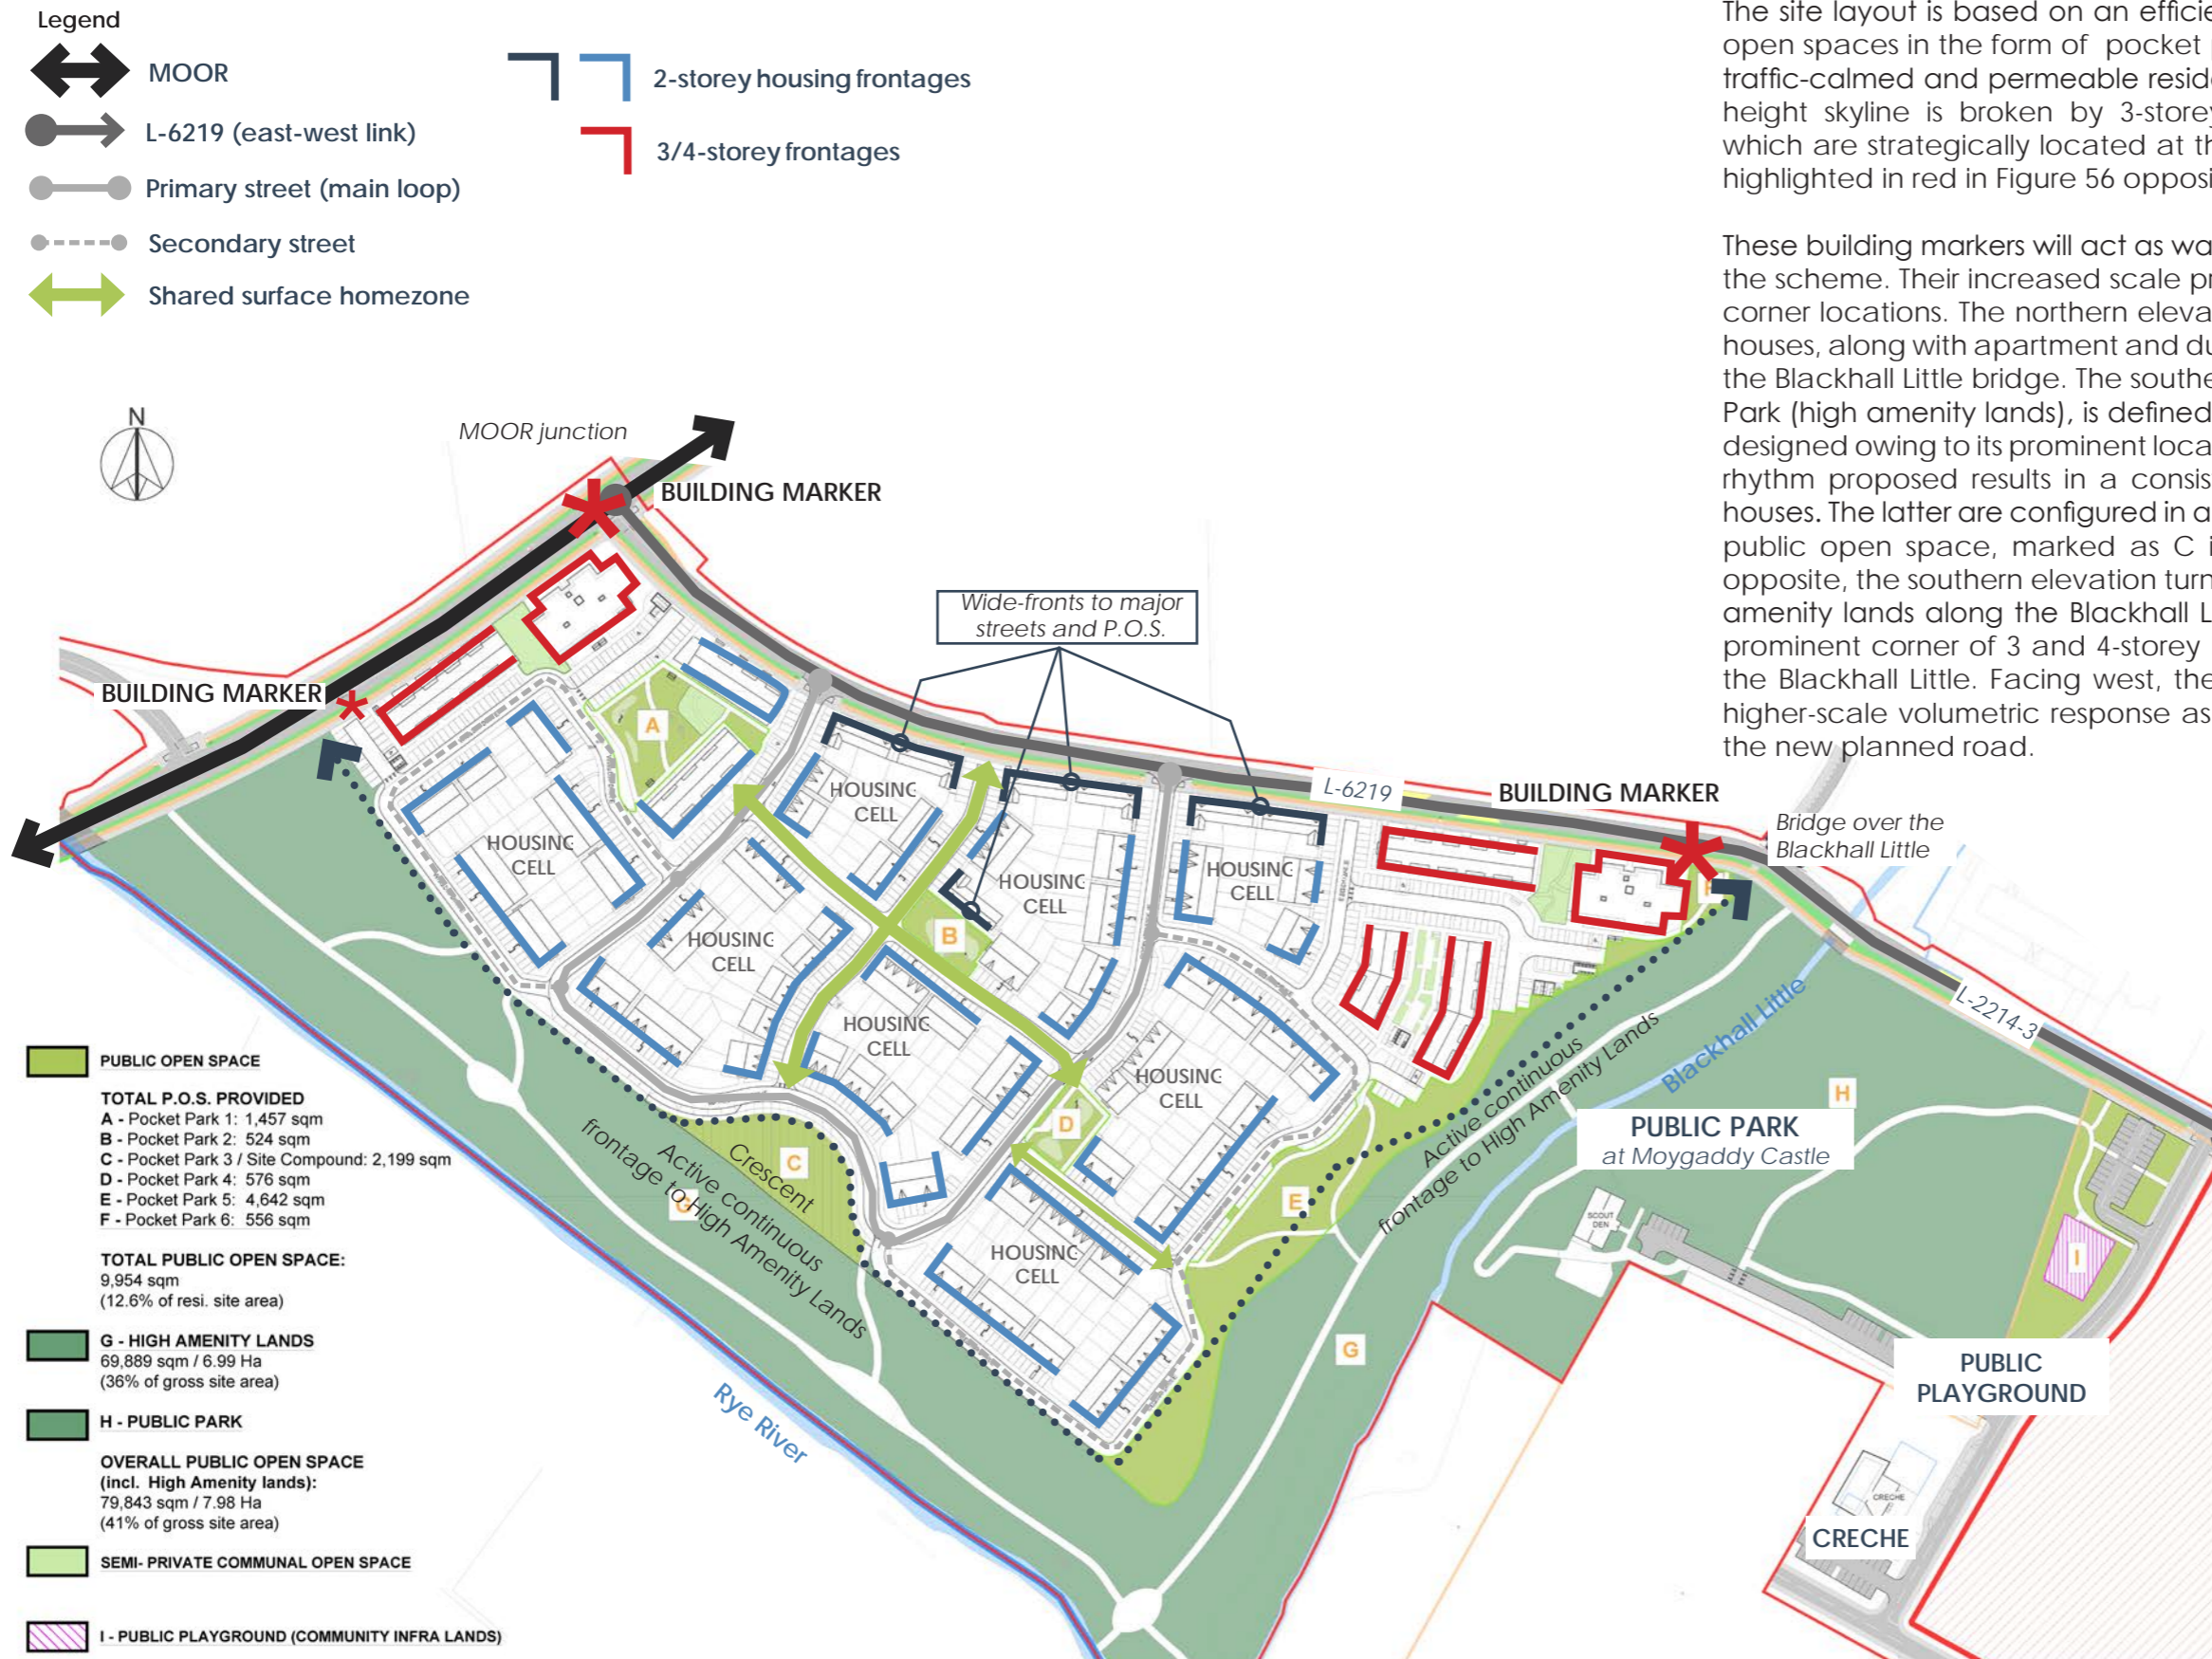 Legend
MOOR
L-6219 (east-west link)
Primary street (main loop)
Secondary street
Shared surface homezone
2-storey housing frontages
3/4-storey frontages
The site layout is based on an efficie
open spaces in the form of pocket p
traffic-calmed and permeable reside
height skyline is broken by 3-storey
which are strategically located at th
highlighted in red in Figure 56 opposi
These building markers will act as wa
the scheme. Their increased scale pr
corner locations. The northern eleva
houses, along with apartment and du
the Blackhall Little bridge. The southe
Park (high amenity lands), is defined
designed owing to its prominent loca
rhythm proposed results in a consis
houses. The latter are configured in a
public open space, marked as C i
opposite, the southern elevation turn
amenity lands along the Blackhall L
prominent corner of 3 and 4-storey
the Blackhall Little. Facing west, the
higher-scale volumetric response as
the new planned road.
N
MOOR junction
BUILDING MARKER
Wide-fronts to major
streets and P.O.S.
BUILDING MARKER
A
HOUSING
CELL
L-6219
BUILDING MARKER
Bridge over the
Blackhall Little
HOUSING
CELL
HOUSING
CELL
HOUSING
CELL
F
HOUSING
CELL
B
HOUSING
CELL
L-2214-3
Blackhall Little
HOUSING
CELL
D
C
Crescent
Active continuous
frontage to High Amenity Lands
G
HOUSING
CELL
E
Active continuous
frontage to High Amenity Lands
H
PUBLIC PARK
at Moygaddy Castle
SCOUT
DEN
I
G
Rye River
PUBLIC
PLAYGROUND
CRECHE
CRECHE
PUBLIC OPEN SPACE
TOTAL P.O.S. PROVIDED
A - Pocket Park 1: 1,457 sqm
B - Pocket Park 2: 524 sqm
C - Pocket Park 3 / Site Compound: 2,199 sqm
D - Pocket Park 4: 576 sqm
E - Pocket Park 5: 4,642 sqm
F - Pocket Park 6: 556 sqm
TOTAL PUBLIC OPEN SPACE:
9,954 sqm
(12.6% of resi. site area)
G - HIGH AMENITY LANDS
69,889 sqm / 6.99 Ha
(36% of gross site area)
H - PUBLIC PARK
OVERALL PUBLIC OPEN SPACE
(incl. High Amenity lands):
79,843 sqm / 7.98 Ha
(41% of gross site area)
SEMI- PRIVATE COMMUNAL OPEN SPACE
I - PUBLIC PLAYGROUND (COMMUNITY INFRA LANDS)